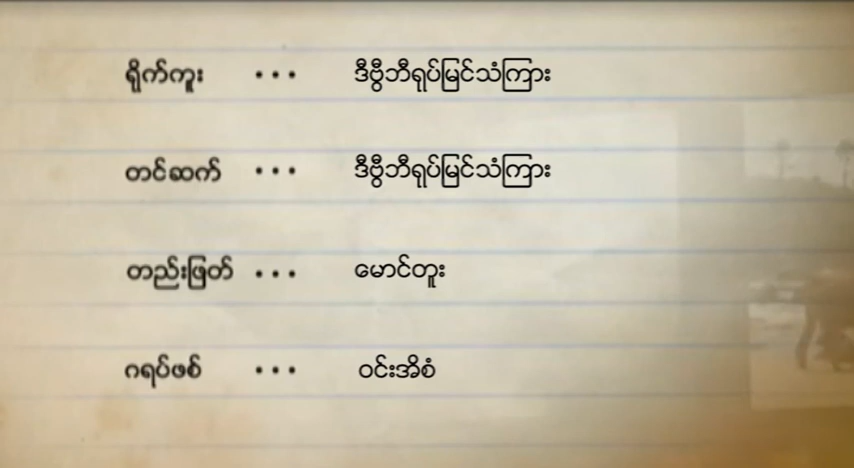 ရိုက်ကူး ••• ဒီဗွီဘီရုပ်မြင်သံကြား
တင်ဆက် ••• ဒီဗွီဘီရုပ်မြင်သံကြား
တည်းဖြတ် ••• မောင်တူး
ဂရပ်ဖစ် ••• ဝင်းအိစံ